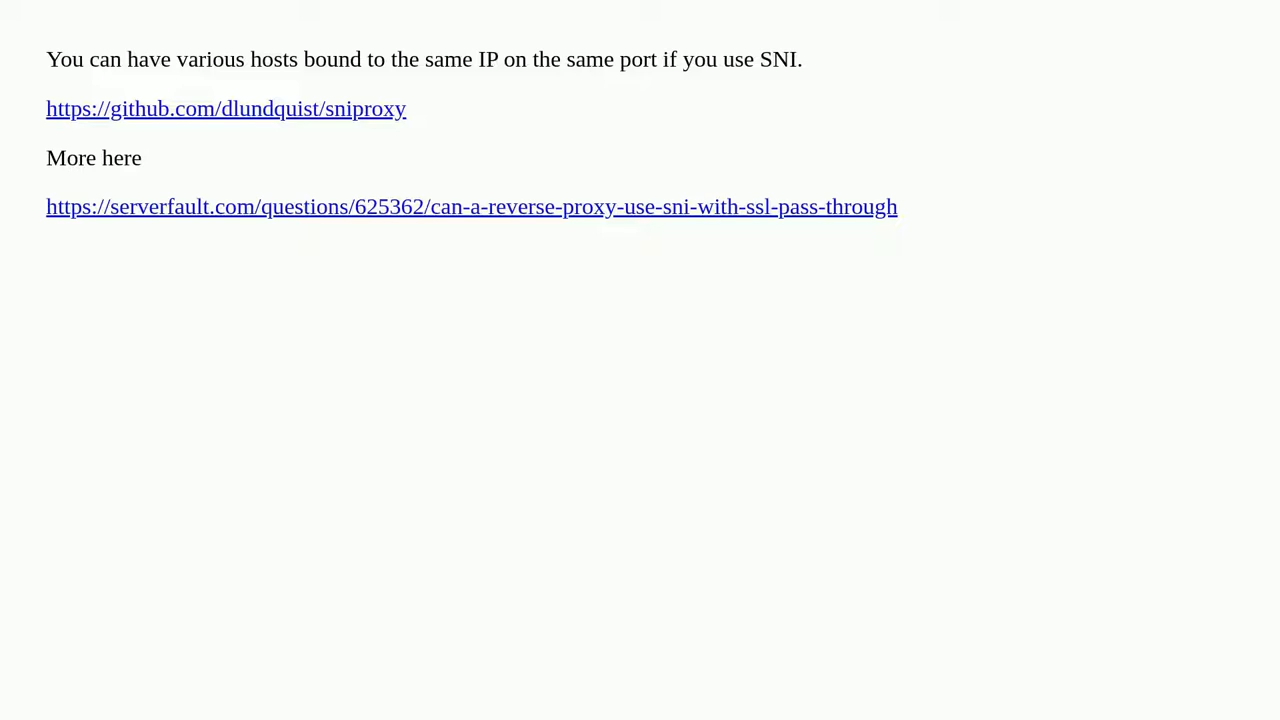 You can have various hosts bound to the same IP on the same port if you use SNI.
https://github.com/dlundquist/sniproxy
More here
https://serverfault.com/questions/625362/can-a-reverse-proxy-use-sni-with-ssl-pass-through